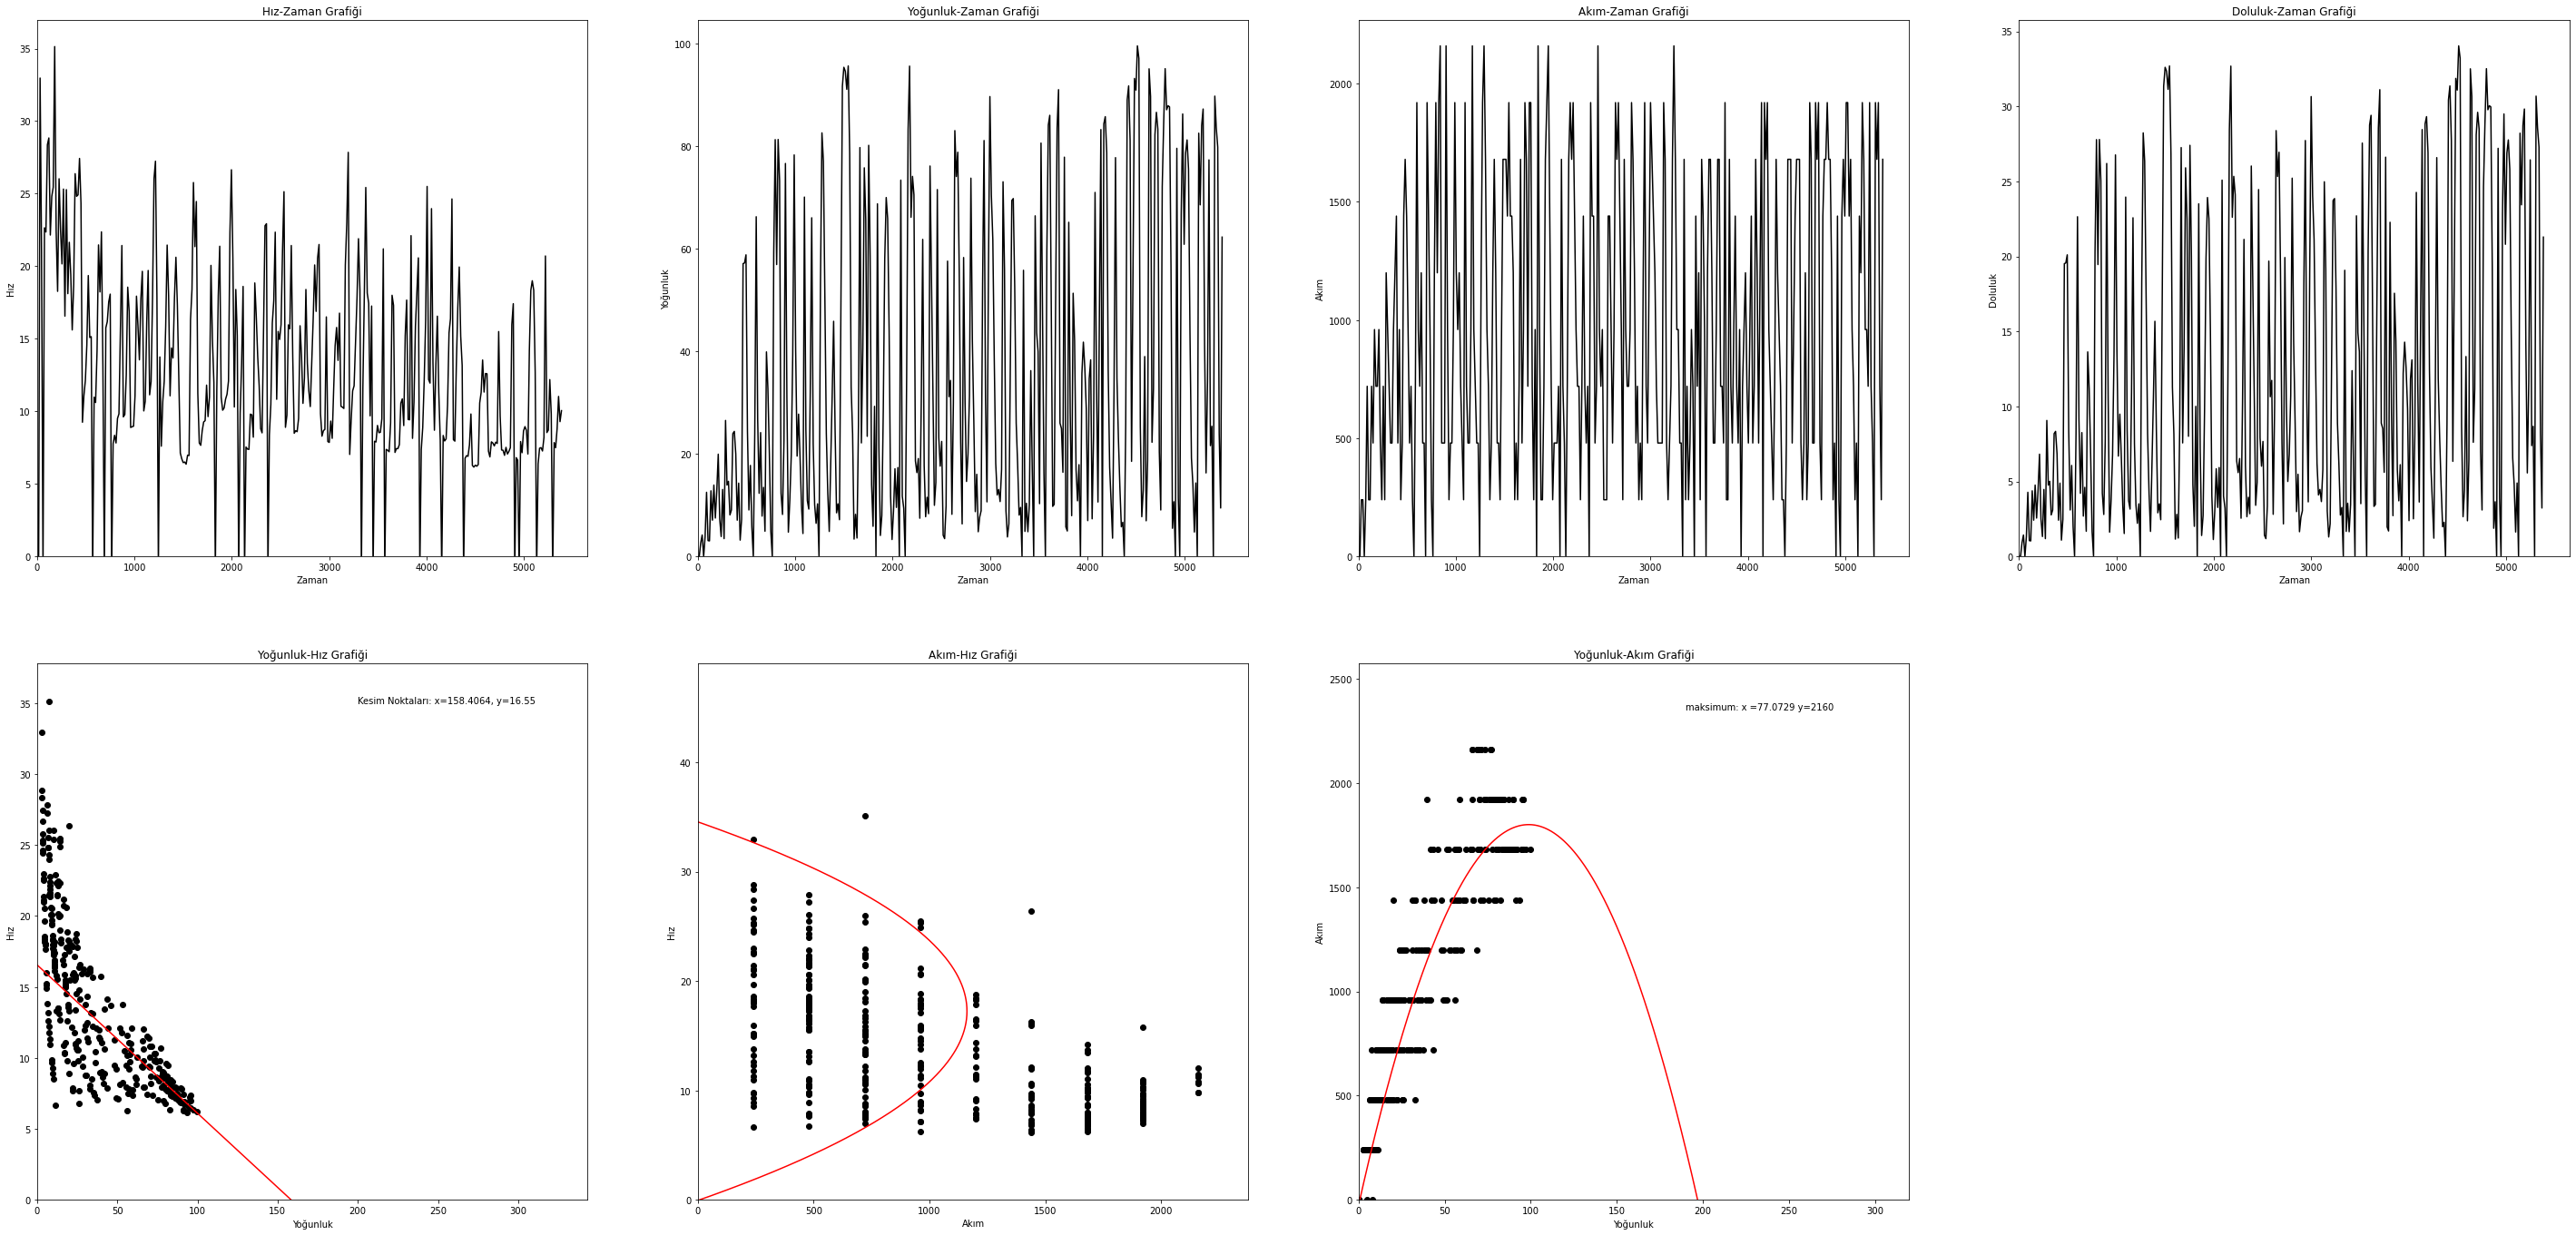 Hız-Zaman Grafiği
35
30
25
20
15
10
5
0
Hız
0 1000 2000 3000 4000 5000
Zaman
Yoğunluk-Zaman Grafiği
100
80
60
40
20
0
Yoğunluk
0 1000 2000 3000 4000 5000
Zaman
Akım-Zaman Grafiği
2000
1500
1000
500
0
Akım
0 1000 2000 3000 4000 5000
Zaman
Doluluk-Zaman Grafiği
35
30
25
20
15
10
5
0
Doluluk
0 1000 2000 3000 4000 5000
Zaman
Yoğunluk-Hız Grafiği
Kesim Noktaları: x=158.4064, y=16.55
35
30
25
20
15
10
5
0
Hız
0 50 100 150 200 250 300
Yoğunluk
Akım-Hız Grafiği
40
30
20
10
0
Hız
0 500 1000 1500 2000
Akım
Yoğunluk-Akım Grafiği
maksimum: x =77.0729 y=2160
2500
2000
1500
1000
500
0
Akım
0 50 100 150 200 250 300
Yoğunluk